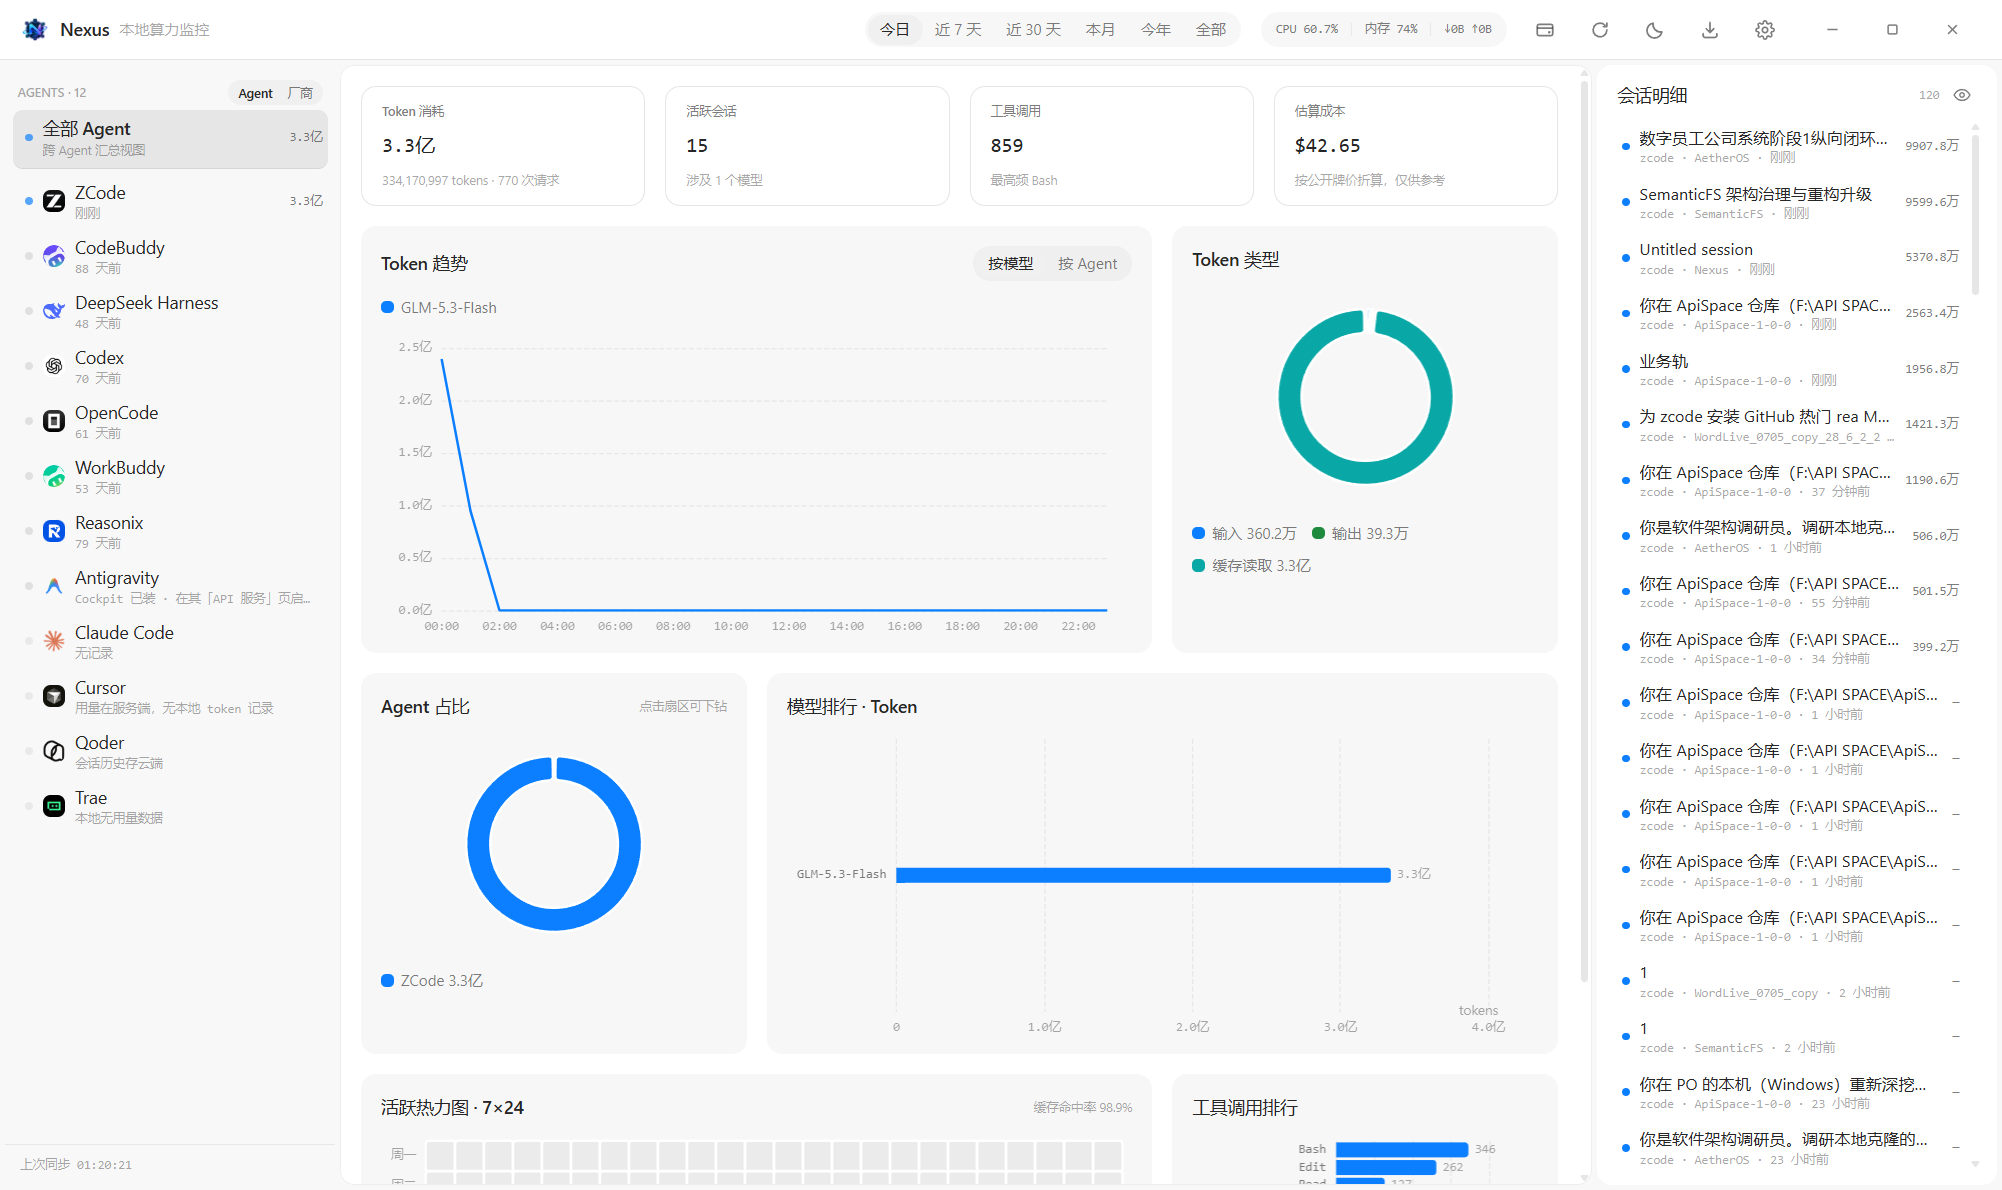 Nexus 本地算力监控
今日 近 7 天 近 30 天 本月 今年 全部
CPU 60.7% 内存 74% ↓0B ↑0B
AGENTS · 12
Agent 厂商
全部 Agent
跨 Agent 汇总视图
3.3亿
ZCode
刚刚
3.3亿
CodeBuddy
88 天前
DeepSeek Harness
48 天前
Codex
70 天前
OpenCode
61 天前
WorkBuddy
53 天前
Reasonix
79 天前
Antigravity
Cockpit 已装 · 在其「API 服务」页启…
Claude Code
无记录
Cursor
用量在服务端，无本地 token 记录
Qoder
会话历史存云端
Trae
本地无用量数据
上次同步 01:20:21
Token 消耗
3.3亿
334,170,997 tokens · 770 次请求
活跃会话
15
涉及 1 个模型
工具调用
859
最高频 Bash
估算成本
$42.65
按公开牌价折算，仅供参考
Token 趋势
按模型 按 Agent
GLM-5.3-Flash
2.5亿
2.0亿
1.5亿
1.0亿
0.5亿
0.0亿
00:00 02:00 04:00 06:00 08:00 10:00 12:00 14:00 16:00 18:00 20:00 22:00
Token 类型
输入 360.2万 输出 39.3万
缓存读取 3.3亿
Agent 占比
点击扇区可下钻
ZCode 3.3亿
模型排行 · Token
GLM-5.3-Flash 3.3亿
tokens
0 1.0亿 2.0亿 3.0亿 4.0亿
活跃热力图 · 7×24
缓存命中率 98.9%
周一
周二
工具调用排行
Bash 346
Edit 262
Read 127
会话明细
120
数字员工公司系统阶段1纵向闭环…
zcode · AetherOS · 刚刚
9907.8万
SemanticFS 架构治理与重构升级
zcode · SemanticFS · 刚刚
9599.6万
Untitled session
zcode · Nexus · 刚刚
5370.8万
你在 ApiSpace 仓库（F:\API SPAC…
zcode · ApiSpace-1-0-0 · 刚刚
2563.4万
业务轨
zcode · ApiSpace-1-0-0 · 刚刚
1956.8万
为 zcode 安装 GitHub 热门 rea M…
zcode · WordLive_0705_copy_28_6_2_2 …
1421.3万
你在 ApiSpace 仓库（F:\API SPAC…
zcode · ApiSpace-1-0-0 · 37 分钟前
1190.6万
你是软件架构调研员。调研本地克…
zcode · AetherOS · 1 小时前
506.0万
你在 ApiSpace 仓库（F:\API SPACE…
zcode · ApiSpace-1-0-0 · 55 分钟前
501.5万
你在 ApiSpace 仓库（F:\API SPACE…
zcode · ApiSpace-1-0-0 · 34 分钟前
399.2万
你在 ApiSpace 仓库（F:\API SPACE\ApiS…
zcode · ApiSpace-1-0-0 · 1 小时前
–
你在 ApiSpace 仓库（F:\API SPACE\ApiS…
zcode · ApiSpace-1-0-0 · 1 小时前
–
你在 ApiSpace 仓库（F:\API SPACE\ApiS…
zcode · ApiSpace-1-0-0 · 1 小时前
–
你在 ApiSpace 仓库（F:\API SPACE\ApiS…
zcode · ApiSpace-1-0-0 · 1 小时前
–
你在 ApiSpace 仓库（F:\API SPACE\ApiS…
zcode · ApiSpace-1-0-0 · 1 小时前
–
1
zcode · WordLive_0705_copy · 2 小时前
–
1
zcode · SemanticFS · 2 小时前
–
你在 PO 的本机（Windows）重新深挖…
zcode · ApiSpace-1-0-0 · 23 小时前
–
你是软件架构调研员。调研本地克隆的…
zcode · AetherOS · 23 小时前
–